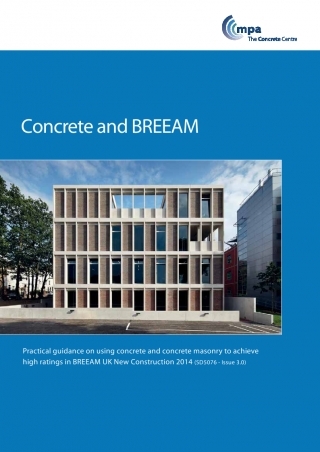 mpa
The Concrete Centre
Concrete and BREEAM
Practical guidance on using concrete and concrete masonry to achieve
high ratings in BREEAM UK New Construction 2014 (SD5076 - Issue 3.0)